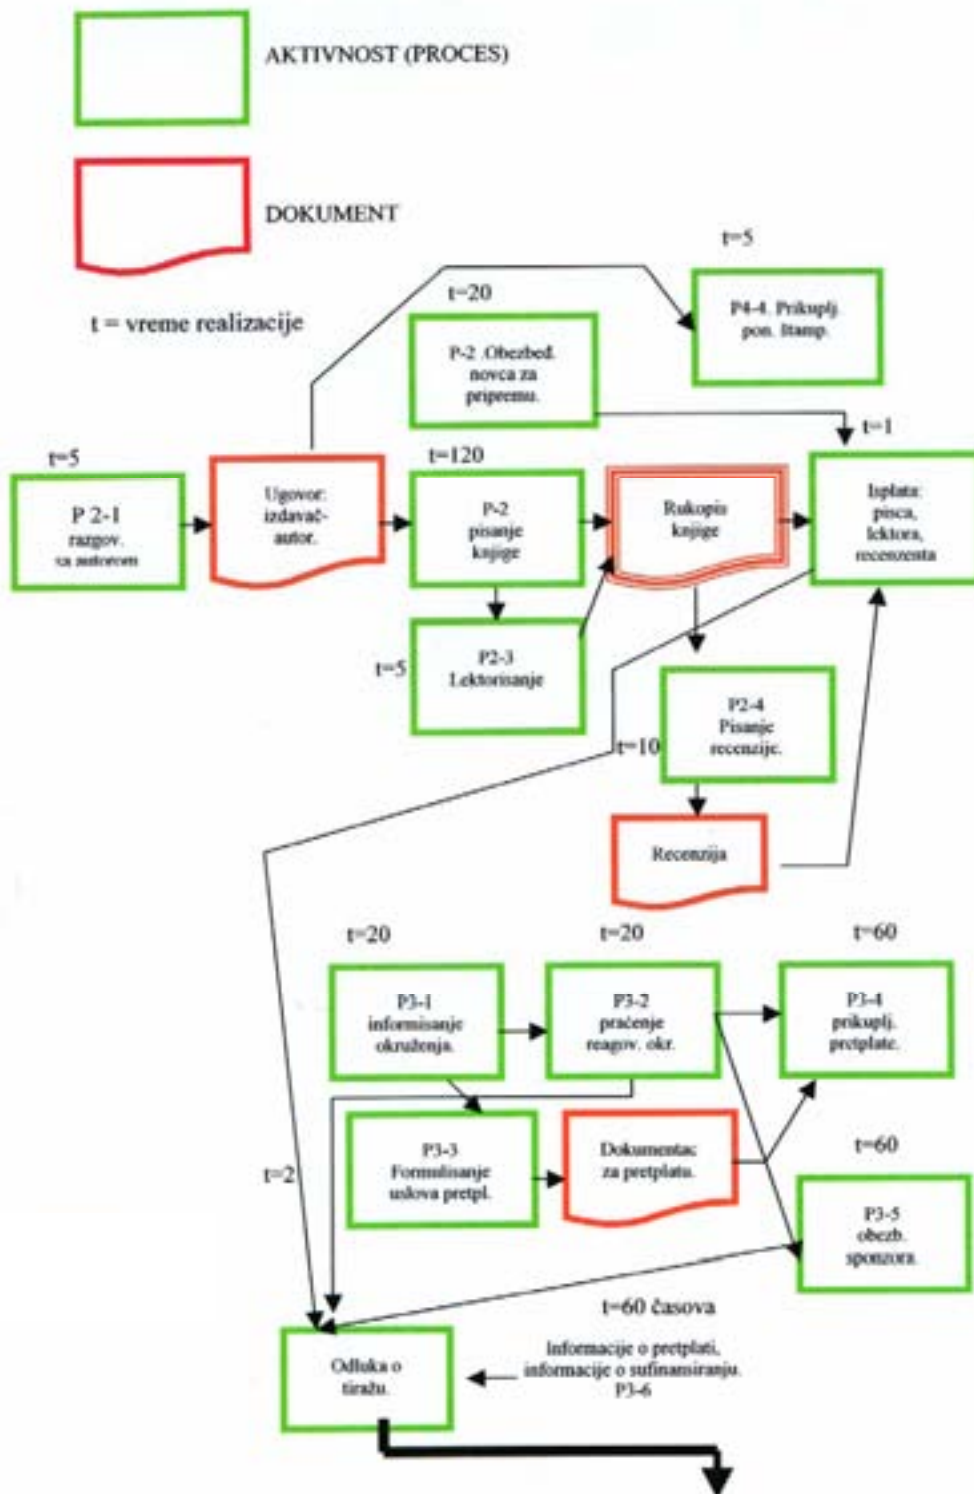 AKTIVNOST (PROCES)
DOKUMENT
t = vreme realizacije
t=5
P4-4. Prikuplj.
pon. štamp.
t=20
P-2 .Obezbeđ.
novca za
pripremu.
t=1
Isplata:
pisca,
lektora,
recenzenta
t=5
P 2-1
razgov.
sa autorom
Ugovor:
izdavač-
autor.
t=120
P-2
pisanje
knjige
Rukopis
knjige
t=5
P2-3
Lektorisanje
t=10
P2-4
Pisanje
recenzije.
Recenzija
t=20
P3-1
informisanje
okruženja.
t=20
P3-2
praćenje
reagov. okr.
t=60
P3-4
prikuplj.
pretplate.
t=2
P3-3
Formulisanje
uslova pretpl.
Dokumentac
za pretplatu.
t=60
P3-5
obezb.
sponzora.
t=60 časova
Informacije o pretplati,
informacije o sufinansiranju.
P3-6
Odluka o
tiražu.